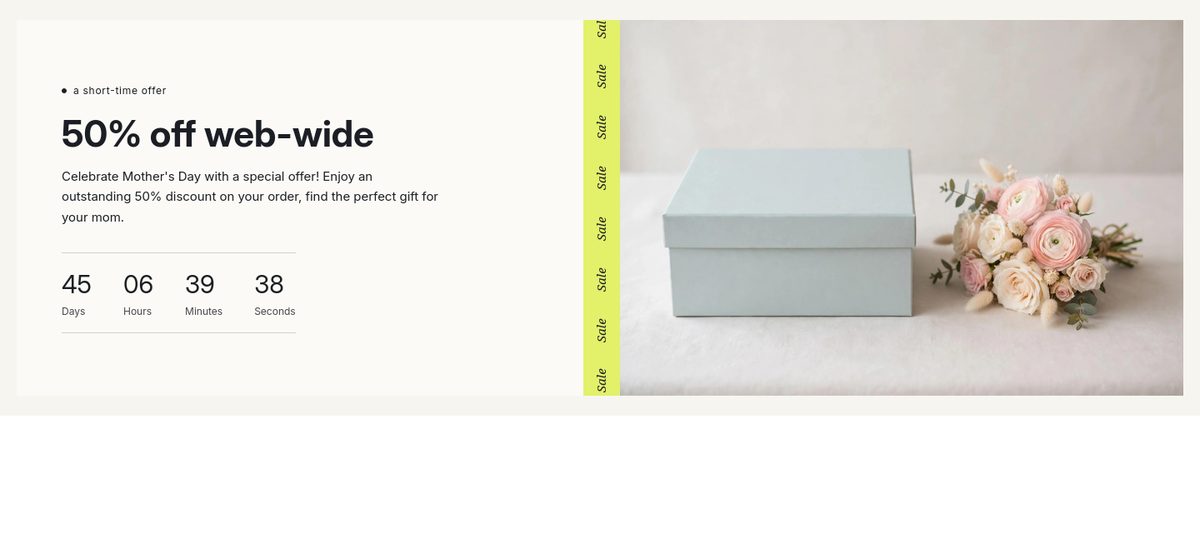 a short-time offer
50% off web-wide
Celebrate Mother's Day with a special offer! Enjoy an
outstanding 50% discount on your order, find the perfect gift for
your mom.
45 06 39 38
Days Hours Minutes Seconds
Sal
Sale
Sale
Sale
Sale
Sale
Sale
Sale